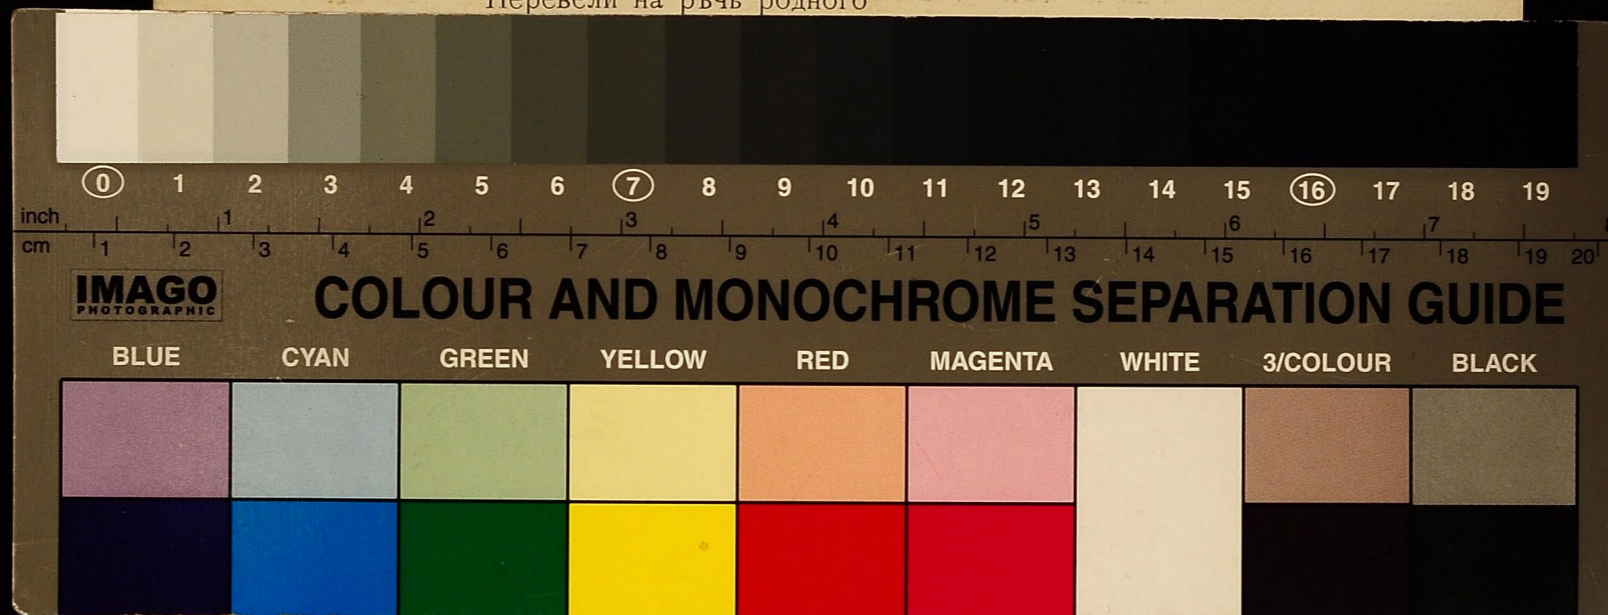 Перевели на рѣчь родного
0 1 2 3 4 5 6 7 8 9 10 11 12 13 14 15 16 17 18 19
inch 1 2 3 4 5 6 7
cm 1 2 3 4 5 6 7 8 9 10 11 12 13 14 15 16 17 18 19 20
IMAGO
PHOTOGRAPHIC
COLOUR AND MONOCHROME SEPARATION GUIDE
BLUE CYAN GREEN YELLOW RED MAGENTA WHITE 3/COLOUR BLACK